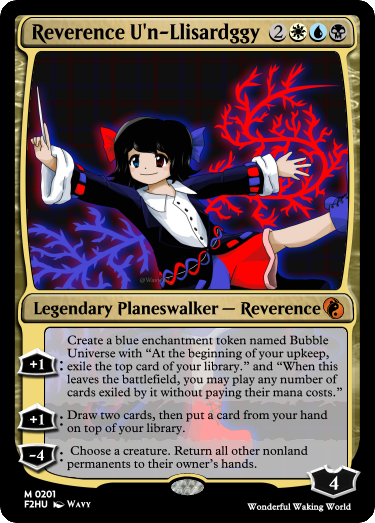 Reverence U'n-Llisardggy 2
Legendary Planeswalker — Reverence
Create a blue enchantment token named Bubble
Universe with “At the beginning of your upkeep,
exile the top card of your library.” and “When this
leaves the battlefield, you may play any number of
cards exiled by it without paying their mana costs.”
+1:
+1: Draw two cards, then put a card from your hand
on top of your library.
-4: Choose a creature. Return all other nonland
permanents to their owner's hands.
4
M 0201
F2HU Wavy
Wonderful Waking World